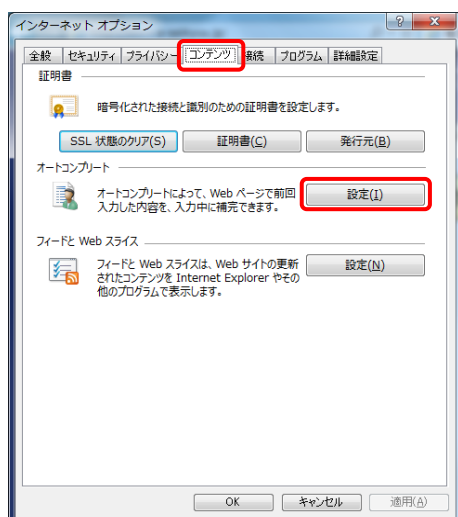 インターネット オプション
全般 セキュリティ プライバシー コンテンツ 接続 プログラム 詳細設定
証明書
暗号化された接続と識別のための証明書を設定します。
SSL 状態のクリア(S) 証明書(C) 発行元(B)
オートコンプリート
オートコンプリートによって、Web ページで前回
入力した内容を、入力中に補完できます。
設定(I)
フィードと Web スライス
フィードと Web スライスは、Web サイトの更新
されたコンテンツを Internet Explorer やその
他のプログラムで表示します。
設定(N)
OK キャンセル 適用(A)